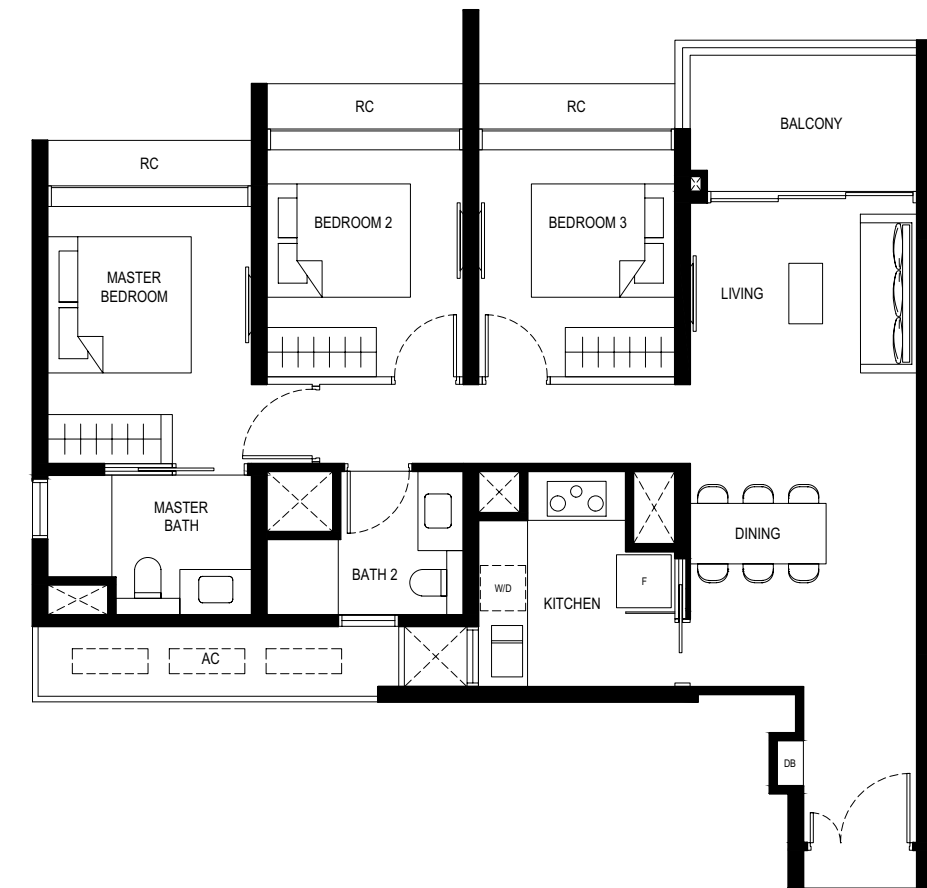 RC
RC
BALCONY
RC
BEDROOM 2
BEDROOM 3
MASTER
BEDROOM
LIVING
MASTER
BATH
DINING
BATH 2
W/D
KITCHEN
F
AC
DB